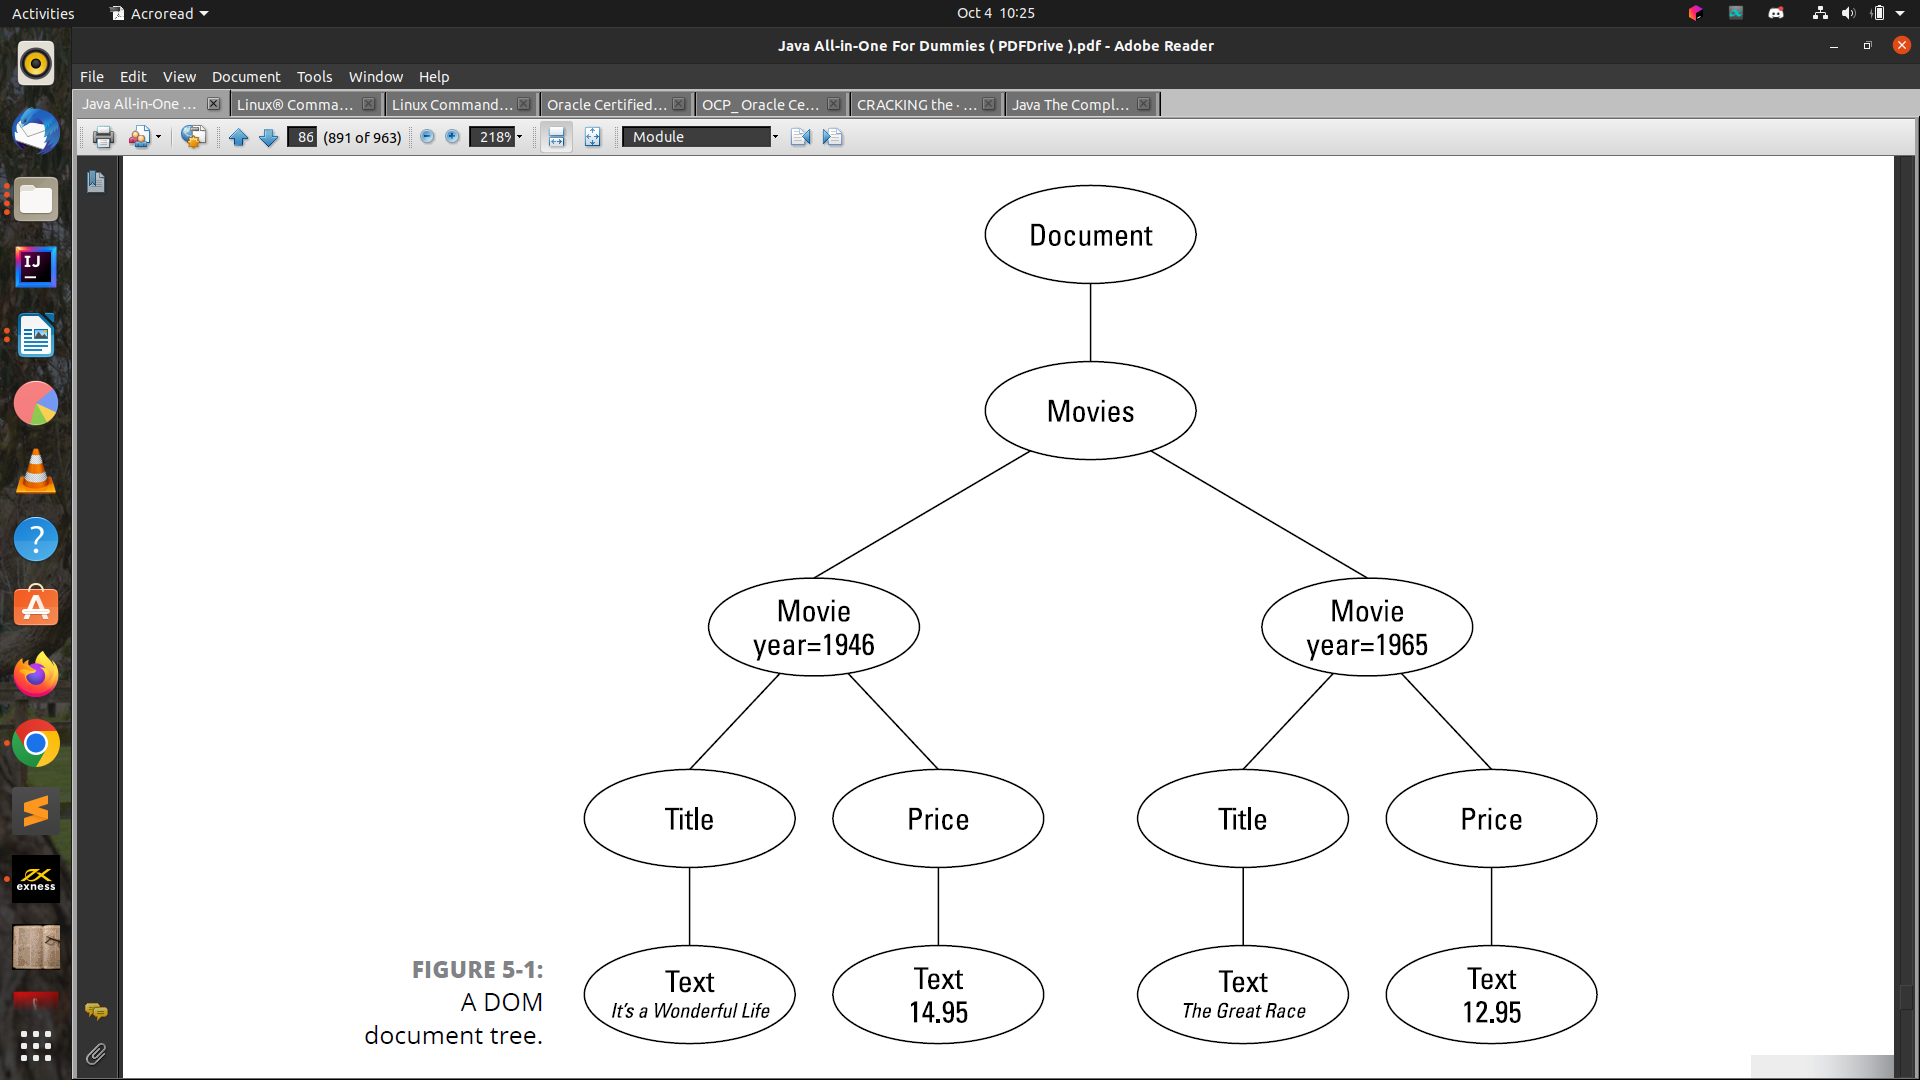 Activities Acroread Oct 4 10:25
Java All-in-One For Dummies ( PDFDrive ).pdf - Adobe Reader
File Edit View Document Tools Window Help
Java All-in-One ... Linux® Comma... Linux Command... Oracle Certified... OCP_Oracle Ce... CRACKING the · ... Java The Compl...
86 (891 of 963) 218% Module
Document
Movies
Movie Movie
year=1946 year=1965
Title Price Title Price
Text Text Text Text
It's a Wonderful Life 14.95 The Great Race 12.95
FIGURE 5-1:
A DOM
document tree.
IJ
exness